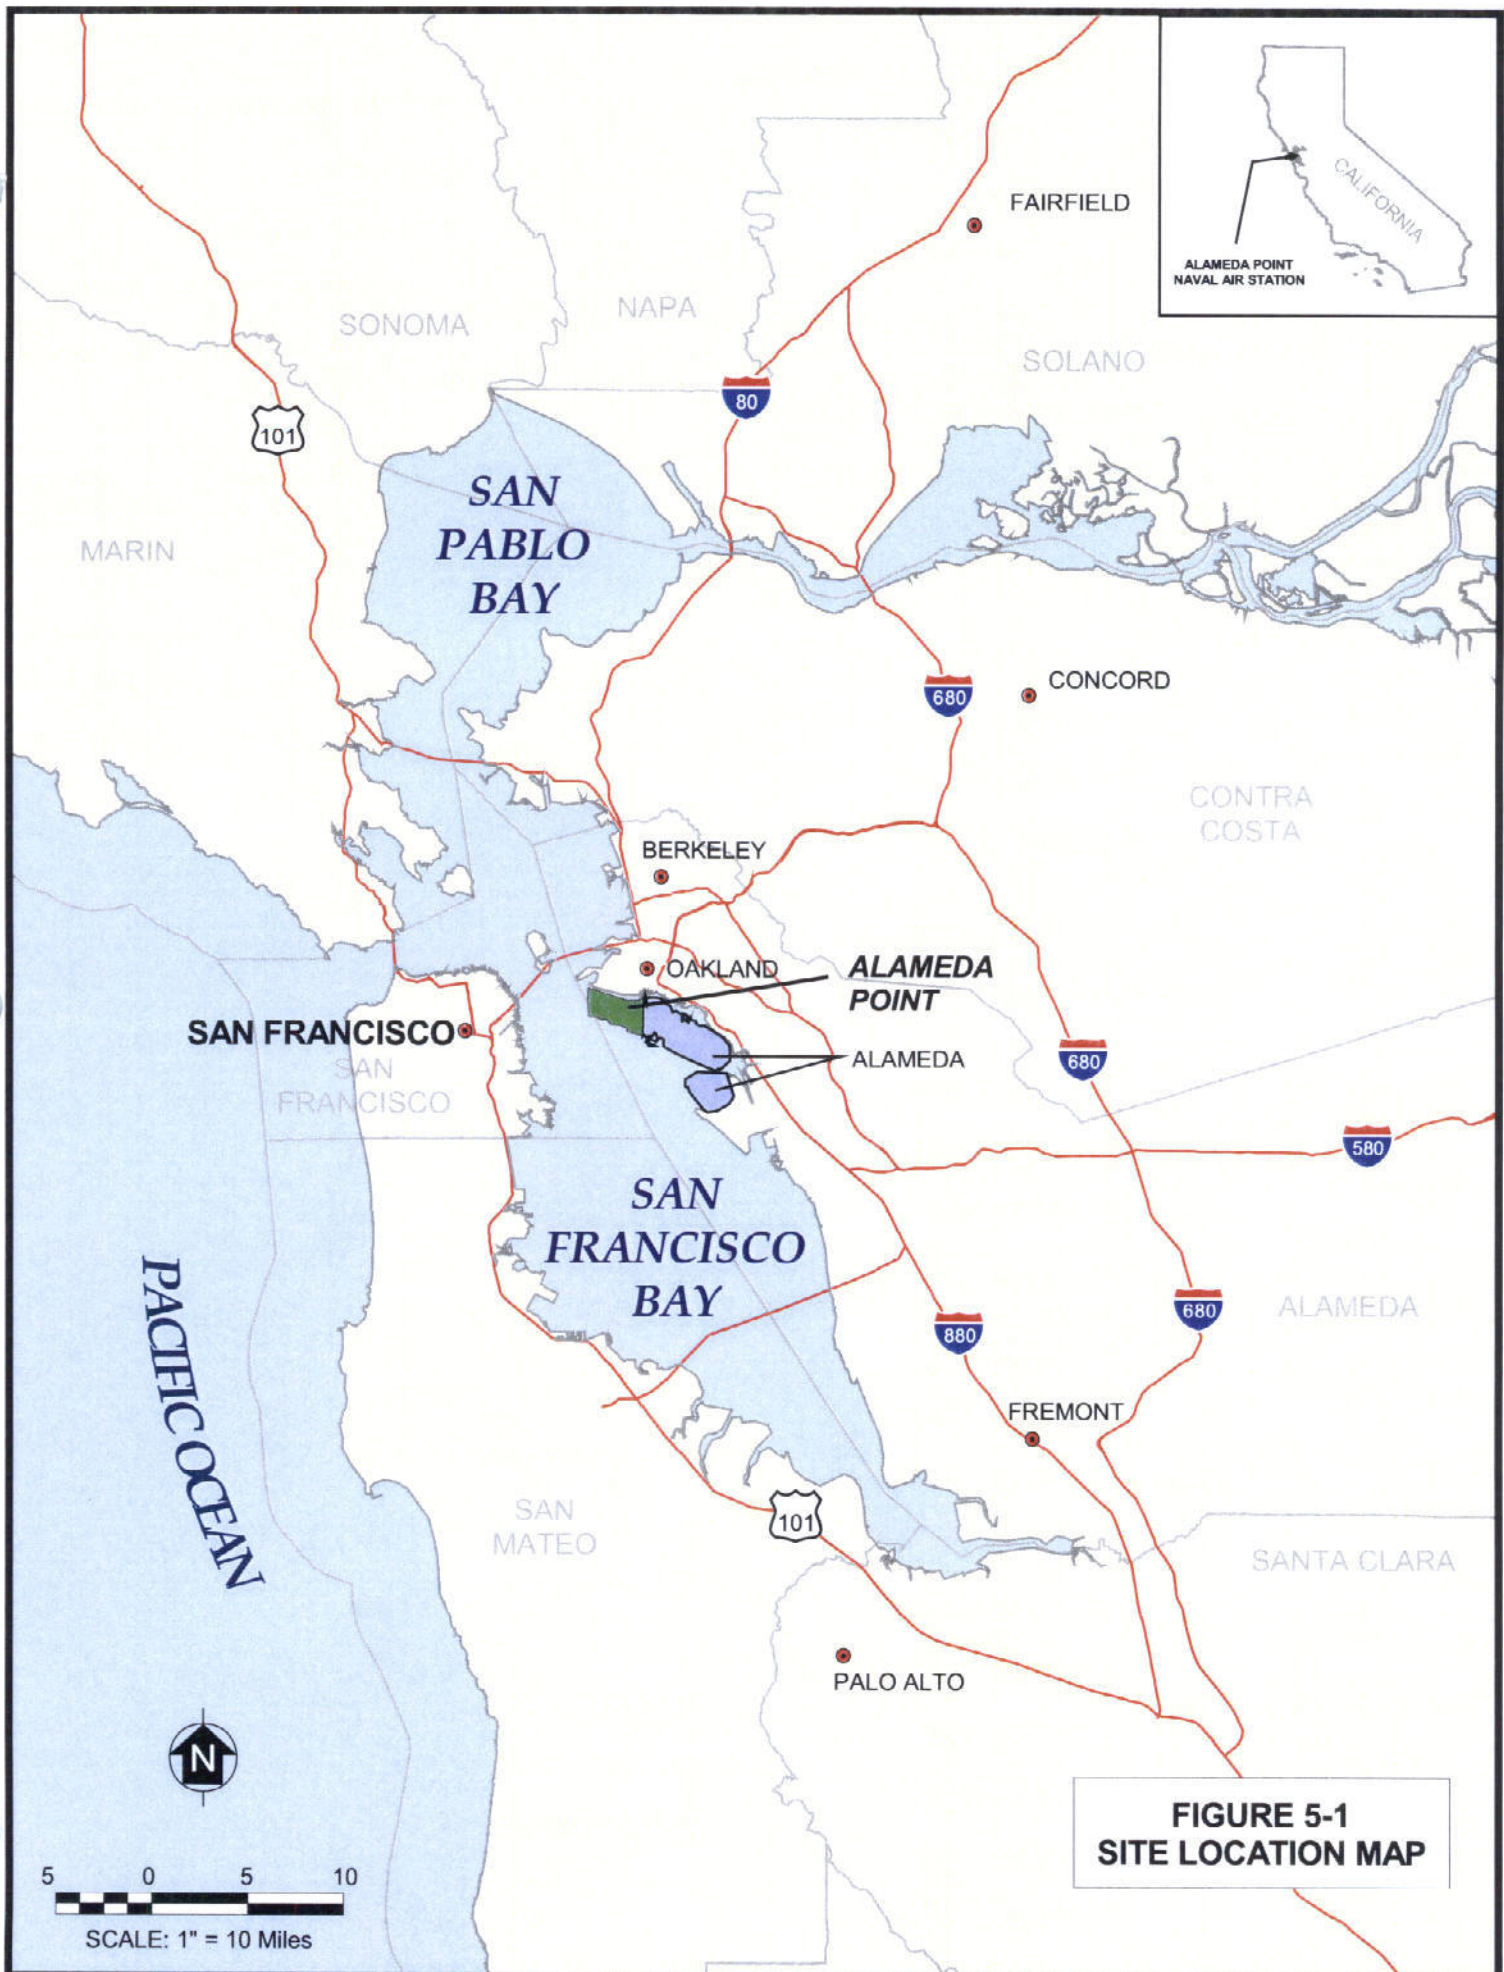 ALAMEDA POINT
NAVAL AIR STATION
CALIFORNIA
FAIRFIELD
SONOMA
NAPA
SOLANO
80
101
MARIN
SAN
PABLO
BAY
680
CONCORD
CONTRA
COSTA
BERKELEY
OAKLAND
ALAMEDA
POINT
SAN FRANCISCO
SAN
FRANCISCO
ALAMEDA
680
580
SAN
FRANCISCO
BAY
PACIFIC OCEAN
680
ALAMEDA
880
FREMONT
SAN
MATEO
101
SANTA CLARA
PALO ALTO
N
FIGURE 5-1
SITE LOCATION MAP
5 0 5 10
SCALE: 1" = 10 Miles